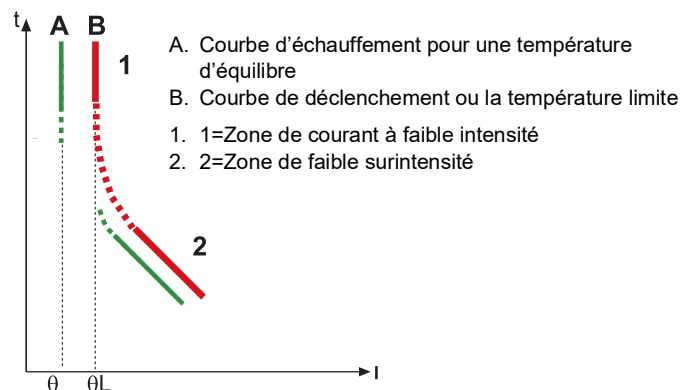 t
A B
1
A. Courbe d’échauffement pour une température
d’équilibre
B. Courbe de déclenchement ou la température limite
1. 1=Zone de courant à faible intensité
2. 2=Zone de faible surintensité
2
I
θ θL